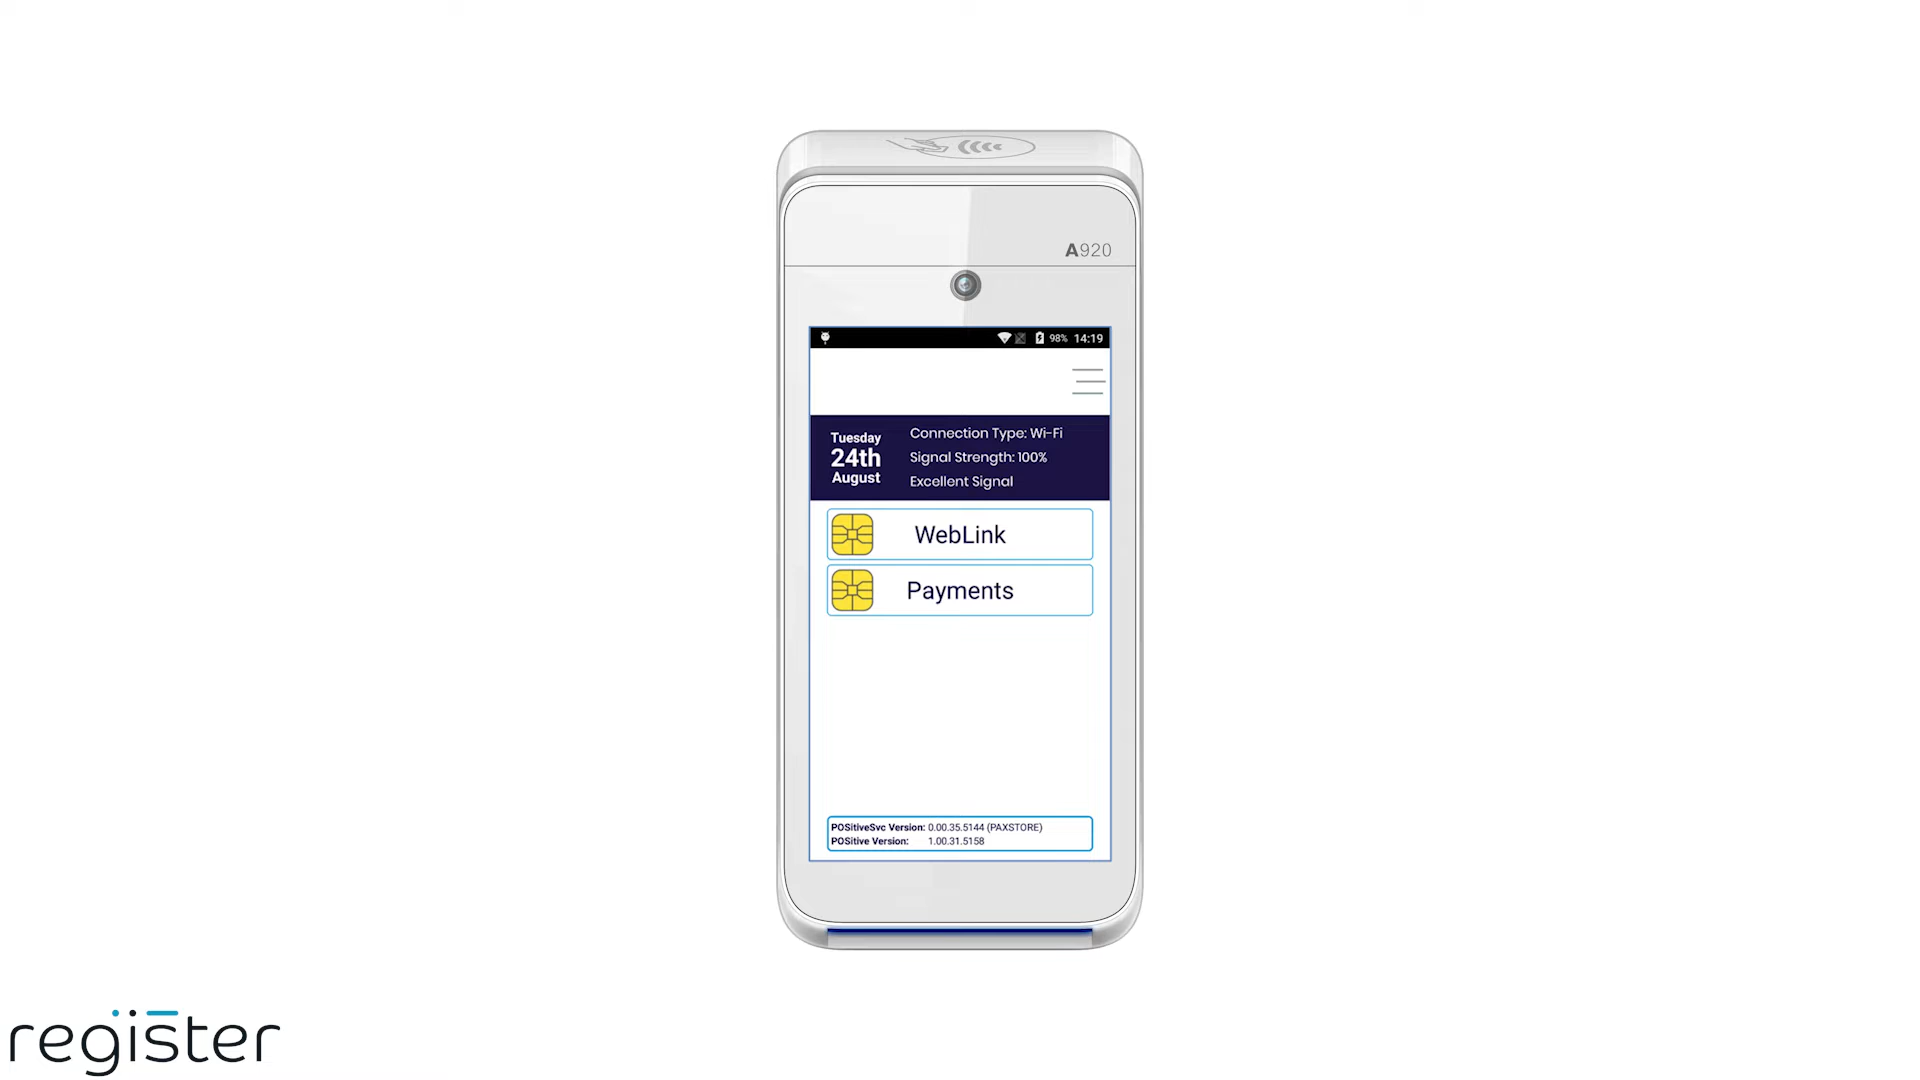 A920
98% 14:19
Tuesday
24th
August
Connection Type: Wi-Fi
Signal Strength: 100%
Excellent Signal
WebLink
Payments
POSitiveSvc Version: 0.00.35.5144 (PAXSTORE)
POSitive Version: 1.00.31.5158
register